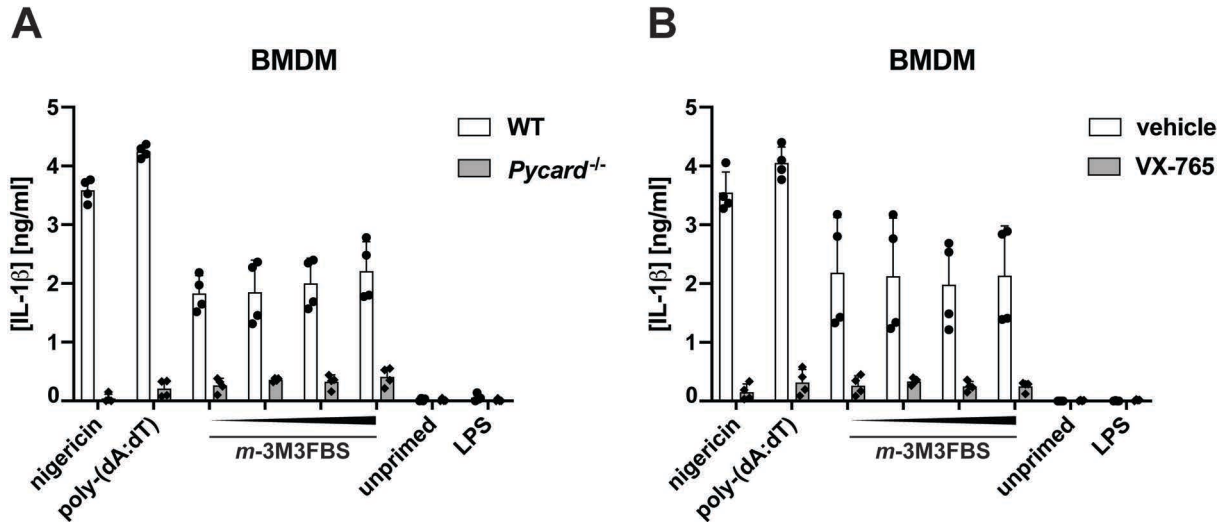 A
BMDM
[IL-1β] [ng/ml]
5
4
3
2
1
0
WT
Pycard-/-
nigericin
poly-(dA:dT)
m-3M3FBS
unprimed
LPS
B
BMDM
[IL-1β] [ng/ml]
5
4
3
2
1
0
vehicle
VX-765
nigericin
poly-(dA:dT)
m-3M3FBS
unprimed
LPS